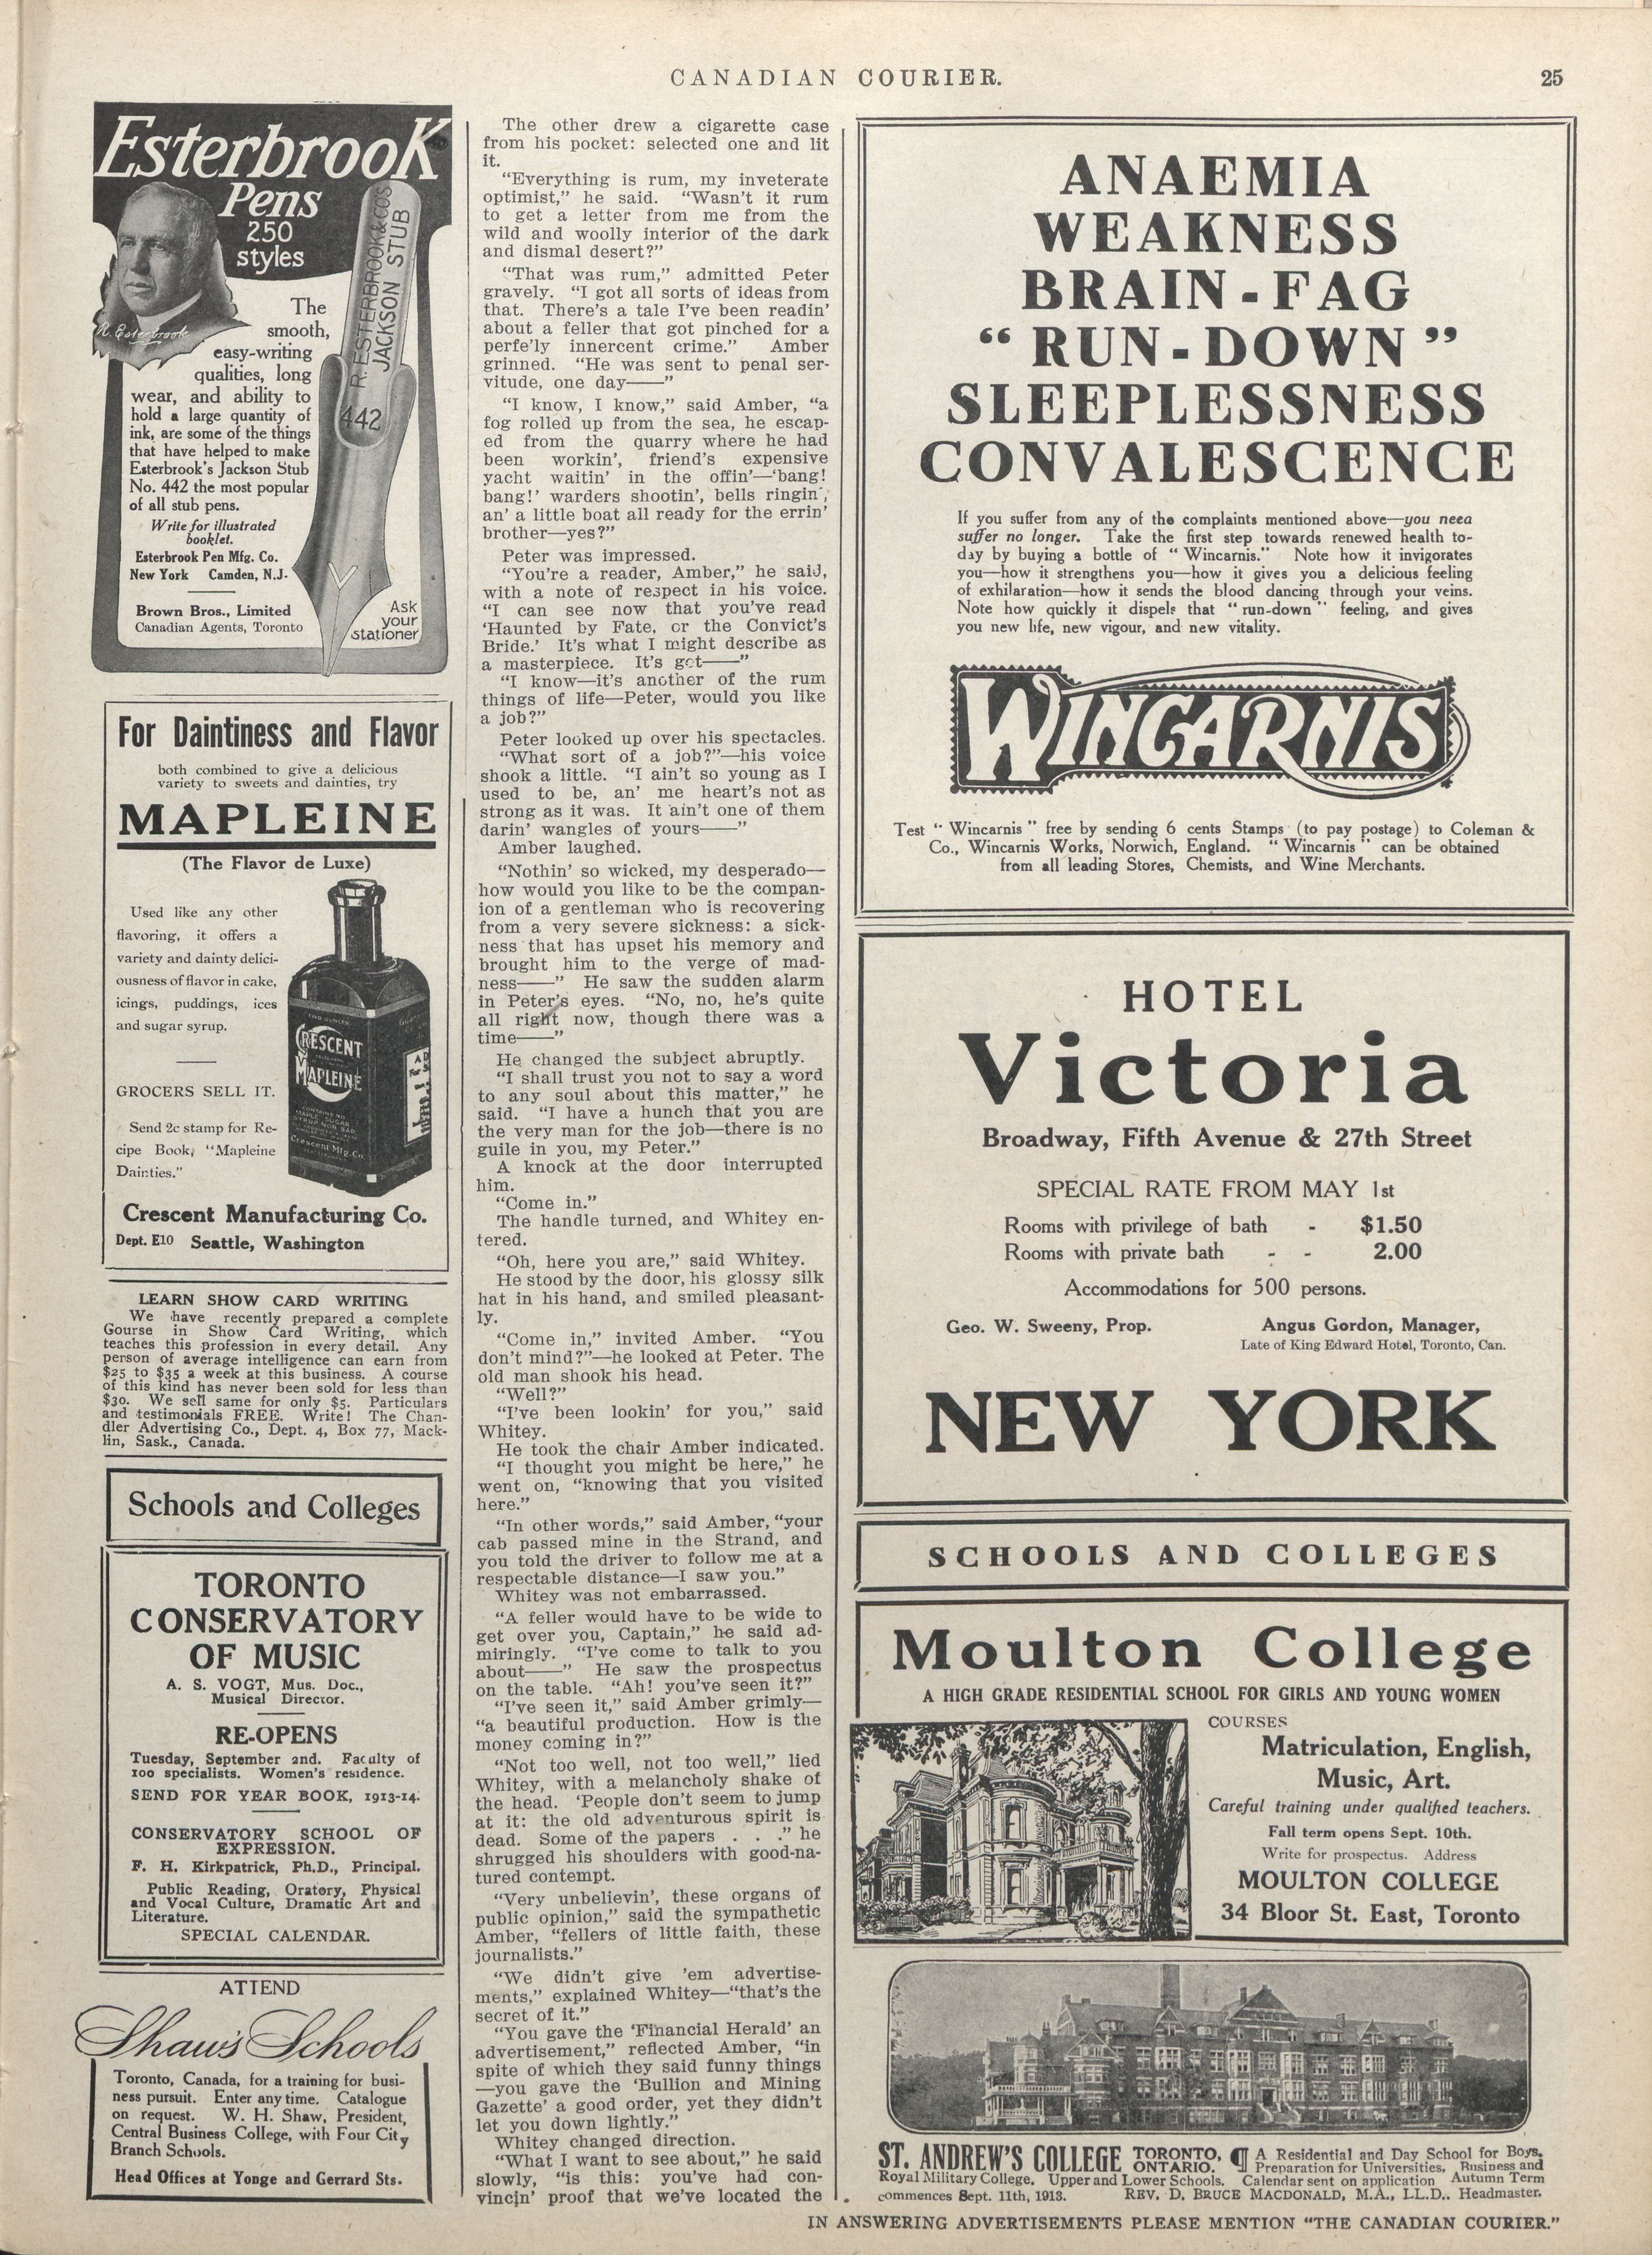 CANADIAN COURIER.
25
Esterbrook
Pens
250
styles
R. Esterbrook
R. ESTERBROOK & CO'S
JACKSON STUB
442
The
smooth,
easy-writing
qualities, long
wear, and ability to
hold a large quantity of
ink, are some of the things
that have helped to make
Esterbrook's Jackson Stub
No. 442 the most popular
of all stub pens.
Write for illustrated
booklet.
Esterbrook Pen Mfg. Co.
New York Camden, N.J.
Brown Bros., Limited
Canadian Agents, Toronto
Ask
your
stationer
For Daintiness and Flavor
both combined to give a delicious
variety to sweets and dainties, try
MAPLEINE
(The Flavor de Luxe)
Used like any other
flavoring, it offers a
variety and dainty delici-
ousness of flavor in cake,
icings, puddings, ices
and sugar syrup.
GROCERS SELL IT.
Send 2c stamp for Re-
cipe Book, "Mapleine
Dainties."
TWO OUNCES
CRESCENT
MAPLEINE
CONTAINS NO
MAPLE SUGAR
SYRUP NOR SAP
Crescent Mfg. Co.
Crescent Manufacturing Co.
Dept. E10 Seattle, Washington
LEARN SHOW CARD WRITING
We have recently prepared a complete
Gourse in Show Card Writing, which
teaches this profession in every detail. Any
person of average intelligence can earn from
$25 to $35 a week at this business. A course
of this kind has never been sold for less than
$30. We sell same for only $5. Particulars
and testimonials FREE. Write! The Chan-
dler Advertising Co., Dept. 4, Box 77, Mack-
lin, Sask., Canada.
Schools and Colleges
TORONTO
CONSERVATORY
OF MUSIC
A. S. VOGT, Mus. Doc.,
Musical Director.
RE-OPENS
Tuesday, September 2nd. Faculty of
100 specialists. Women's residence.
SEND FOR YEAR BOOK, 1913-14.
CONSERVATORY SCHOOL OF
EXPRESSION.
F. H. Kirkpatrick, Ph.D., Principal.
Public Reading, Oratory, Physical
and Vocal Culture, Dramatic Art and
Literature.
SPECIAL CALENDAR.
ATTEND
Shaw's Schools
Toronto, Canada, for a training for busi-
ness pursuit. Enter any time. Catalogue
on request. W. H. Shaw, President,
Central Business College, with Four City
Branch Schools.
Head Offices at Yonge and Gerrard Sts.
The other drew a cigarette case
from his pocket: selected one and lit
it.
"Everything is rum, my inveterate
optimist," he said. "Wasn't it rum
to get a letter from me from the
wild and woolly interior of the dark
and dismal desert?"
"That was rum," admitted Peter
gravely. "I got all sorts of ideas from
that. There's a tale I've been readin'
about a feller that got pinched for a
perfe'ly innercent crime." Amber
grinned. "He was sent to penal ser-
vitude, one day——"
"I know, I know," said Amber, "a
fog rolled up from the sea, he escap-
ed from the quarry where he had
been workin', friend's expensive
yacht waitin' in the offin'—'bang!
bang!' warders shootin', bells ringin',
an' a little boat all ready for the errin'
brother—yes?"
Peter was impressed.
"You're a reader, Amber," he said,
with a note of respect in his voice.
"I can see now that you've read
'Haunted by Fate, or the Convict's
Bride.' It's what I might describe as
a masterpiece. It's got——"
"I know—it's another of the rum
things of life—Peter, would you like
a job?"
Peter looked up over his spectacles.
"What sort of a job?"—his voice
shook a little. "I ain't so young as I
used to be, an' me heart's not as
strong as it was. It ain't one of them
darin' wangles of yours——"
Amber laughed.
"Nothin' so wicked, my desperado—
how would you like to be the compan-
ion of a gentleman who is recovering
from a very severe sickness: a sick-
ness that has upset his memory and
brought him to the verge of mad-
ness——" He saw the sudden alarm
in Peter's eyes. "No, no, he's quite
all right now, though there was a
time——"
He changed the subject abruptly.
"I shall trust you not to say a word
to any soul about this matter," he
said. "I have a hunch that you are
the very man for the job—there is no
guile in you, my Peter."
A knock at the door interrupted
him.
"Come in."
The handle turned, and Whitey en-
tered.
"Oh, here you are," said Whitey.
He stood by the door, his glossy silk
hat in his hand, and smiled pleasant-
ly.
"Come in," invited Amber. "You
don't mind?"—he looked at Peter. The
old man shook his head.
"Well?"
"I've been lookin' for you," said
Whitey.
He took the chair Amber indicated.
"I thought you might be here," he
went on, "knowing that you visited
here."
"In other words," said Amber, "your
cab passed mine in the Strand, and
you told the driver to follow me at a
respectable distance—I saw you."
Whitey was not embarrassed.
"A feller would have to be wide to
get over you, Captain," he said ad-
miringly. "I've come to talk to you
about——" He saw the prospectus
on the table. "Ah! you've seen it?"
"I've seen it," said Amber grimly—
"a beautiful production. How is the
money coming in?"
"Not too well, not too well," lied
Whitey, with a melancholy shake of
the head. 'People don't seem to jump
at it: the old adventurous spirit is
dead. Some of the papers . . ." he
shrugged his shoulders with good-na-
tured contempt.
"Very unbelievin', these organs of
public opinion," said the sympathetic
Amber, "fellers of little faith, these
journalists."
"We didn't give 'em advertise-
ments," explained Whitey—"that's the
secret of it."
"You gave the 'Financial Herald' an
advertisement," reflected Amber, "in
spite of which they said funny things
—you gave the 'Bullion and Mining
Gazette' a good order, yet they didn't
let you down lightly."
Whitey changed direction.
"What I want to see about," he said
slowly, "is this: you've had con-
vincin' proof that we've located the
ANAEMIA
WEAKNESS
BRAIN-FAG
"RUN-DOWN"
SLEEPLESSNESS
CONVALESCENCE
If you suffer from any of the complaints mentioned above—you need
suffer no longer. Take the first step towards renewed health to-
day by buying a bottle of "Wincarnis." Note how it invigorates
you—how it strengthens you—how it gives you a delicious feeling
of exhilaration—how it sends the blood dancing through your veins.
Note how quickly it dispels that "run-down" feeling, and gives
you new life, new vigour, and new vitality.
WINCARNIS
Test "Wincarnis" free by sending 6 cents Stamps (to pay postage) to Coleman &
Co., Wincarnis Works, Norwich, England. "Wincarnis" can be obtained
from all leading Stores, Chemists, and Wine Merchants.
HOTEL
Victoria
Broadway, Fifth Avenue & 27th Street
SPECIAL RATE FROM MAY 1st
Rooms with privilege of bath - $1.50
Rooms with private bath - - 2.00
Accommodations for 500 persons.
Geo. W. Sweeny, Prop. Angus Gordon, Manager,
Late of King Edward Hotel, Toronto, Can.
NEW YORK
SCHOOLS AND COLLEGES
Moulton College
A HIGH GRADE RESIDENTIAL SCHOOL FOR GIRLS AND YOUNG WOMEN
COURSES
Matriculation, English,
Music, Art.
Careful training under qualified teachers.
Fall term opens Sept. 10th.
Write for prospectus. Address
MOULTON COLLEGE
34 Bloor St. East, Toronto
ST. ANDREW'S COLLEGE TORONTO, ONTARIO. ¶ A Residential and Day School for Boys.
Preparation for Universities, Business and
Royal Military College. Upper and Lower Schools. Calendar sent on application Autumn Term
commences Sept. 11th, 1913. REV. D. BRUCE MACDONALD, M.A., LL.D.. Headmaster.
IN ANSWERING ADVERTISEMENTS PLEASE MENTION "THE CANADIAN COURIER."